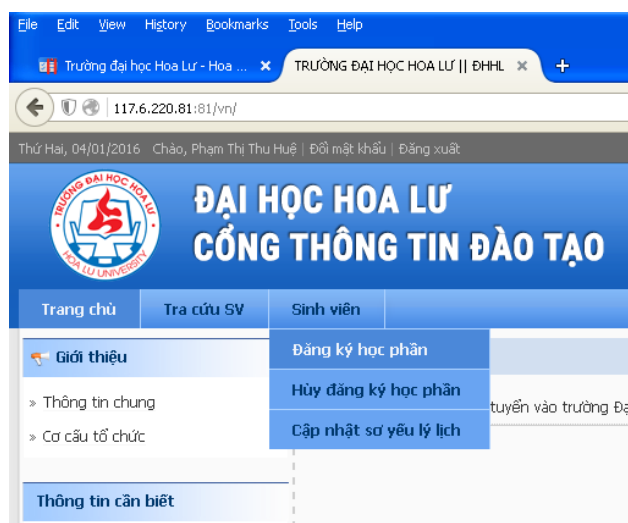 File Edit View History Bookmarks Tools Help
Trường đại học Hoa Lư - Hoa ... × TRƯỜNG ĐẠI HỌC HOA LƯ || ĐHHL × +
117.6.220.81:81/vn/
Thứ Hai, 04/01/2016 Chào, Phạm Thị Thu Huệ | Đổi mật khẩu | Đăng xuất
TRƯỜNG ĐẠI HỌC HOA LƯ
HOA LU UNIVERSITY
ĐẠI HỌC HOA LƯ
CỔNG THÔNG TIN ĐÀO TẠO
Trang chủ Tra cứu SV Sinh viên
Giới thiệu Đăng ký học phần
Hủy đăng ký học phần
» Thông tin chung tuyển vào trường Đạ
» Cơ cấu tổ chức Cập nhật sơ yếu lý lịch
Thông tin cần biết